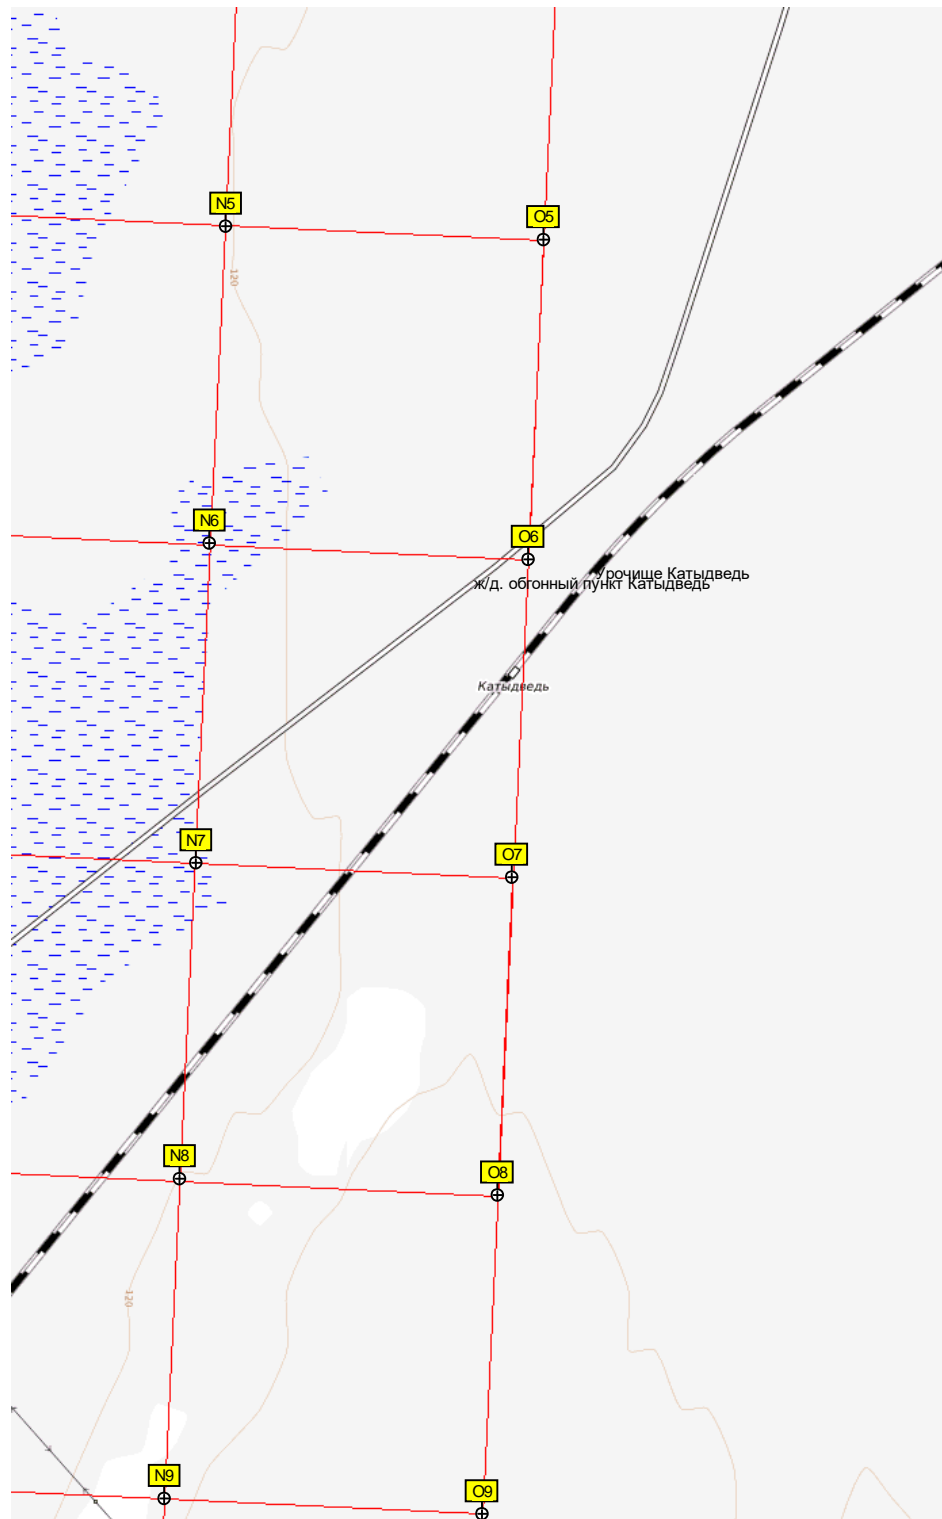 N5
O5
120
N6
O6
Урочище Катыдведь
ж/д. обгонный пункт Катыдведь
Катыдведь
N7
O7
N8
O8
120
N9
O9